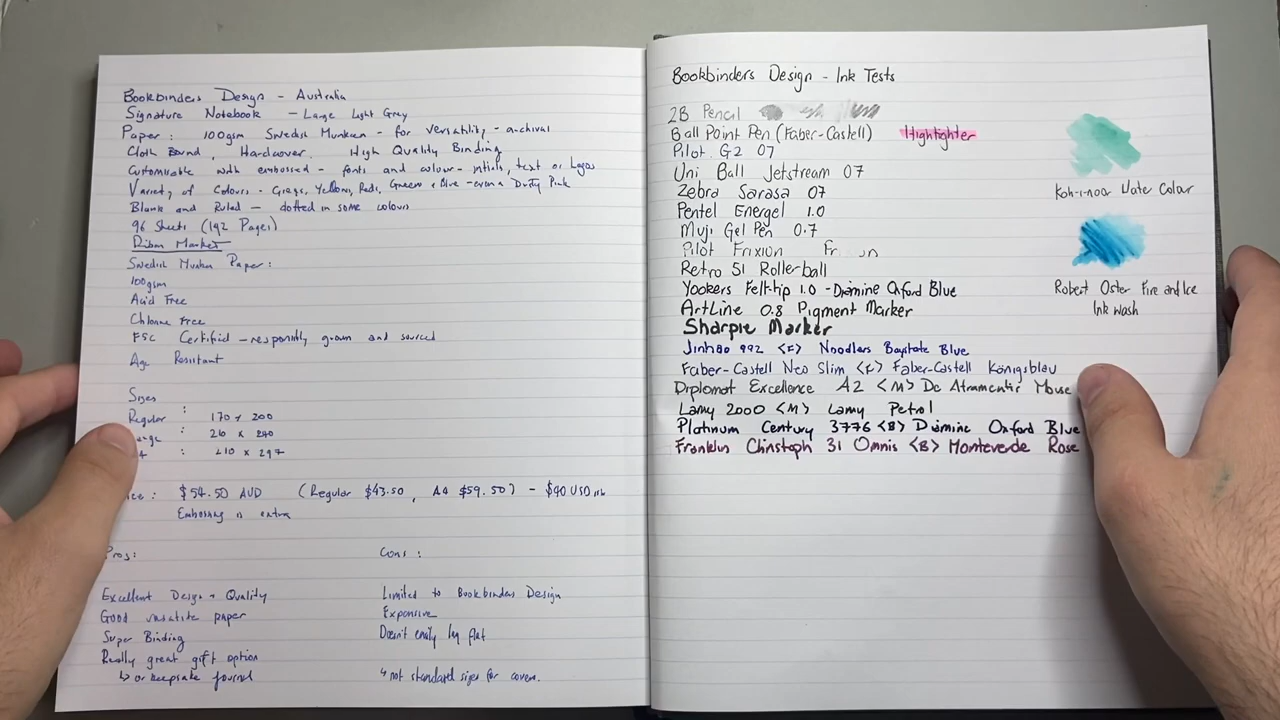 Bookbinders Design - Australia
Signature Notebook - Large Light Grey
Paper: 100gsm Swedish Munken - for versatility - archival
Cloth Bound, Hardcover. High Quality Binding
Customisable with embossed - fonts and colour - initials, text or logos
Variety of Colours - Greys, Yellows, Reds, Greens + Blue - even a Dusty Pink
Blank and Ruled - dotted in some colours
96 Sheets (192 Pages)
Ribbon Marker
Swedish Munken Paper:
100gsm
Acid Free
Chlorine Free
FSC Certified - responsibly grown and sourced
Age Resistant
Sizes
Regular : 170 x 200
arge : 210 x 240
: 210 x 297
ice: $54.50 AUD (Regular $43.50, A4 $59.50) - $40 USD
Embossing is extra
Pros:
Excellent Design + Quality
Good versatile paper
Super Binding
Really great gift option
↳ or keepsake journal
Cons:
Limited to Bookbinders Design
Expensive
Doesn't easily lay flat
not standard sizes for covers.
Bookbinders Design - Ink Tests
2B Pencil
Ball Point Pen (Faber-Castell) Highlighter
Pilot G2 07
Uni Ball Jetstream 07
Zebra Sarasa 07
Pentel Energel 1.0
Muji Gel Pen 0.7
Pilot Frixion Fr on
Retro 51 Rollerball
Yookers Felt-tip 1.0 - Diamine Oxford Blue
ArtLine 0.8 Pigment Marker
Sharpie Marker
Jinhao 992 <F> Noodlers Baystate Blue
Faber-Castell Neo Slim <F> Faber-Castell Königsblau
Diplomat Excellence A2 <M> De Atramentis Mouse
Lamy 2000 <M> Lamy Petrol
Platinum Century 3776 <B> Diamine Oxford Blue
Franklin Christoph 31 Omnis <B> Monteverde Rose
Koh-i-noor Water Colour
Robert Oster Fire and Ice
Ink wash